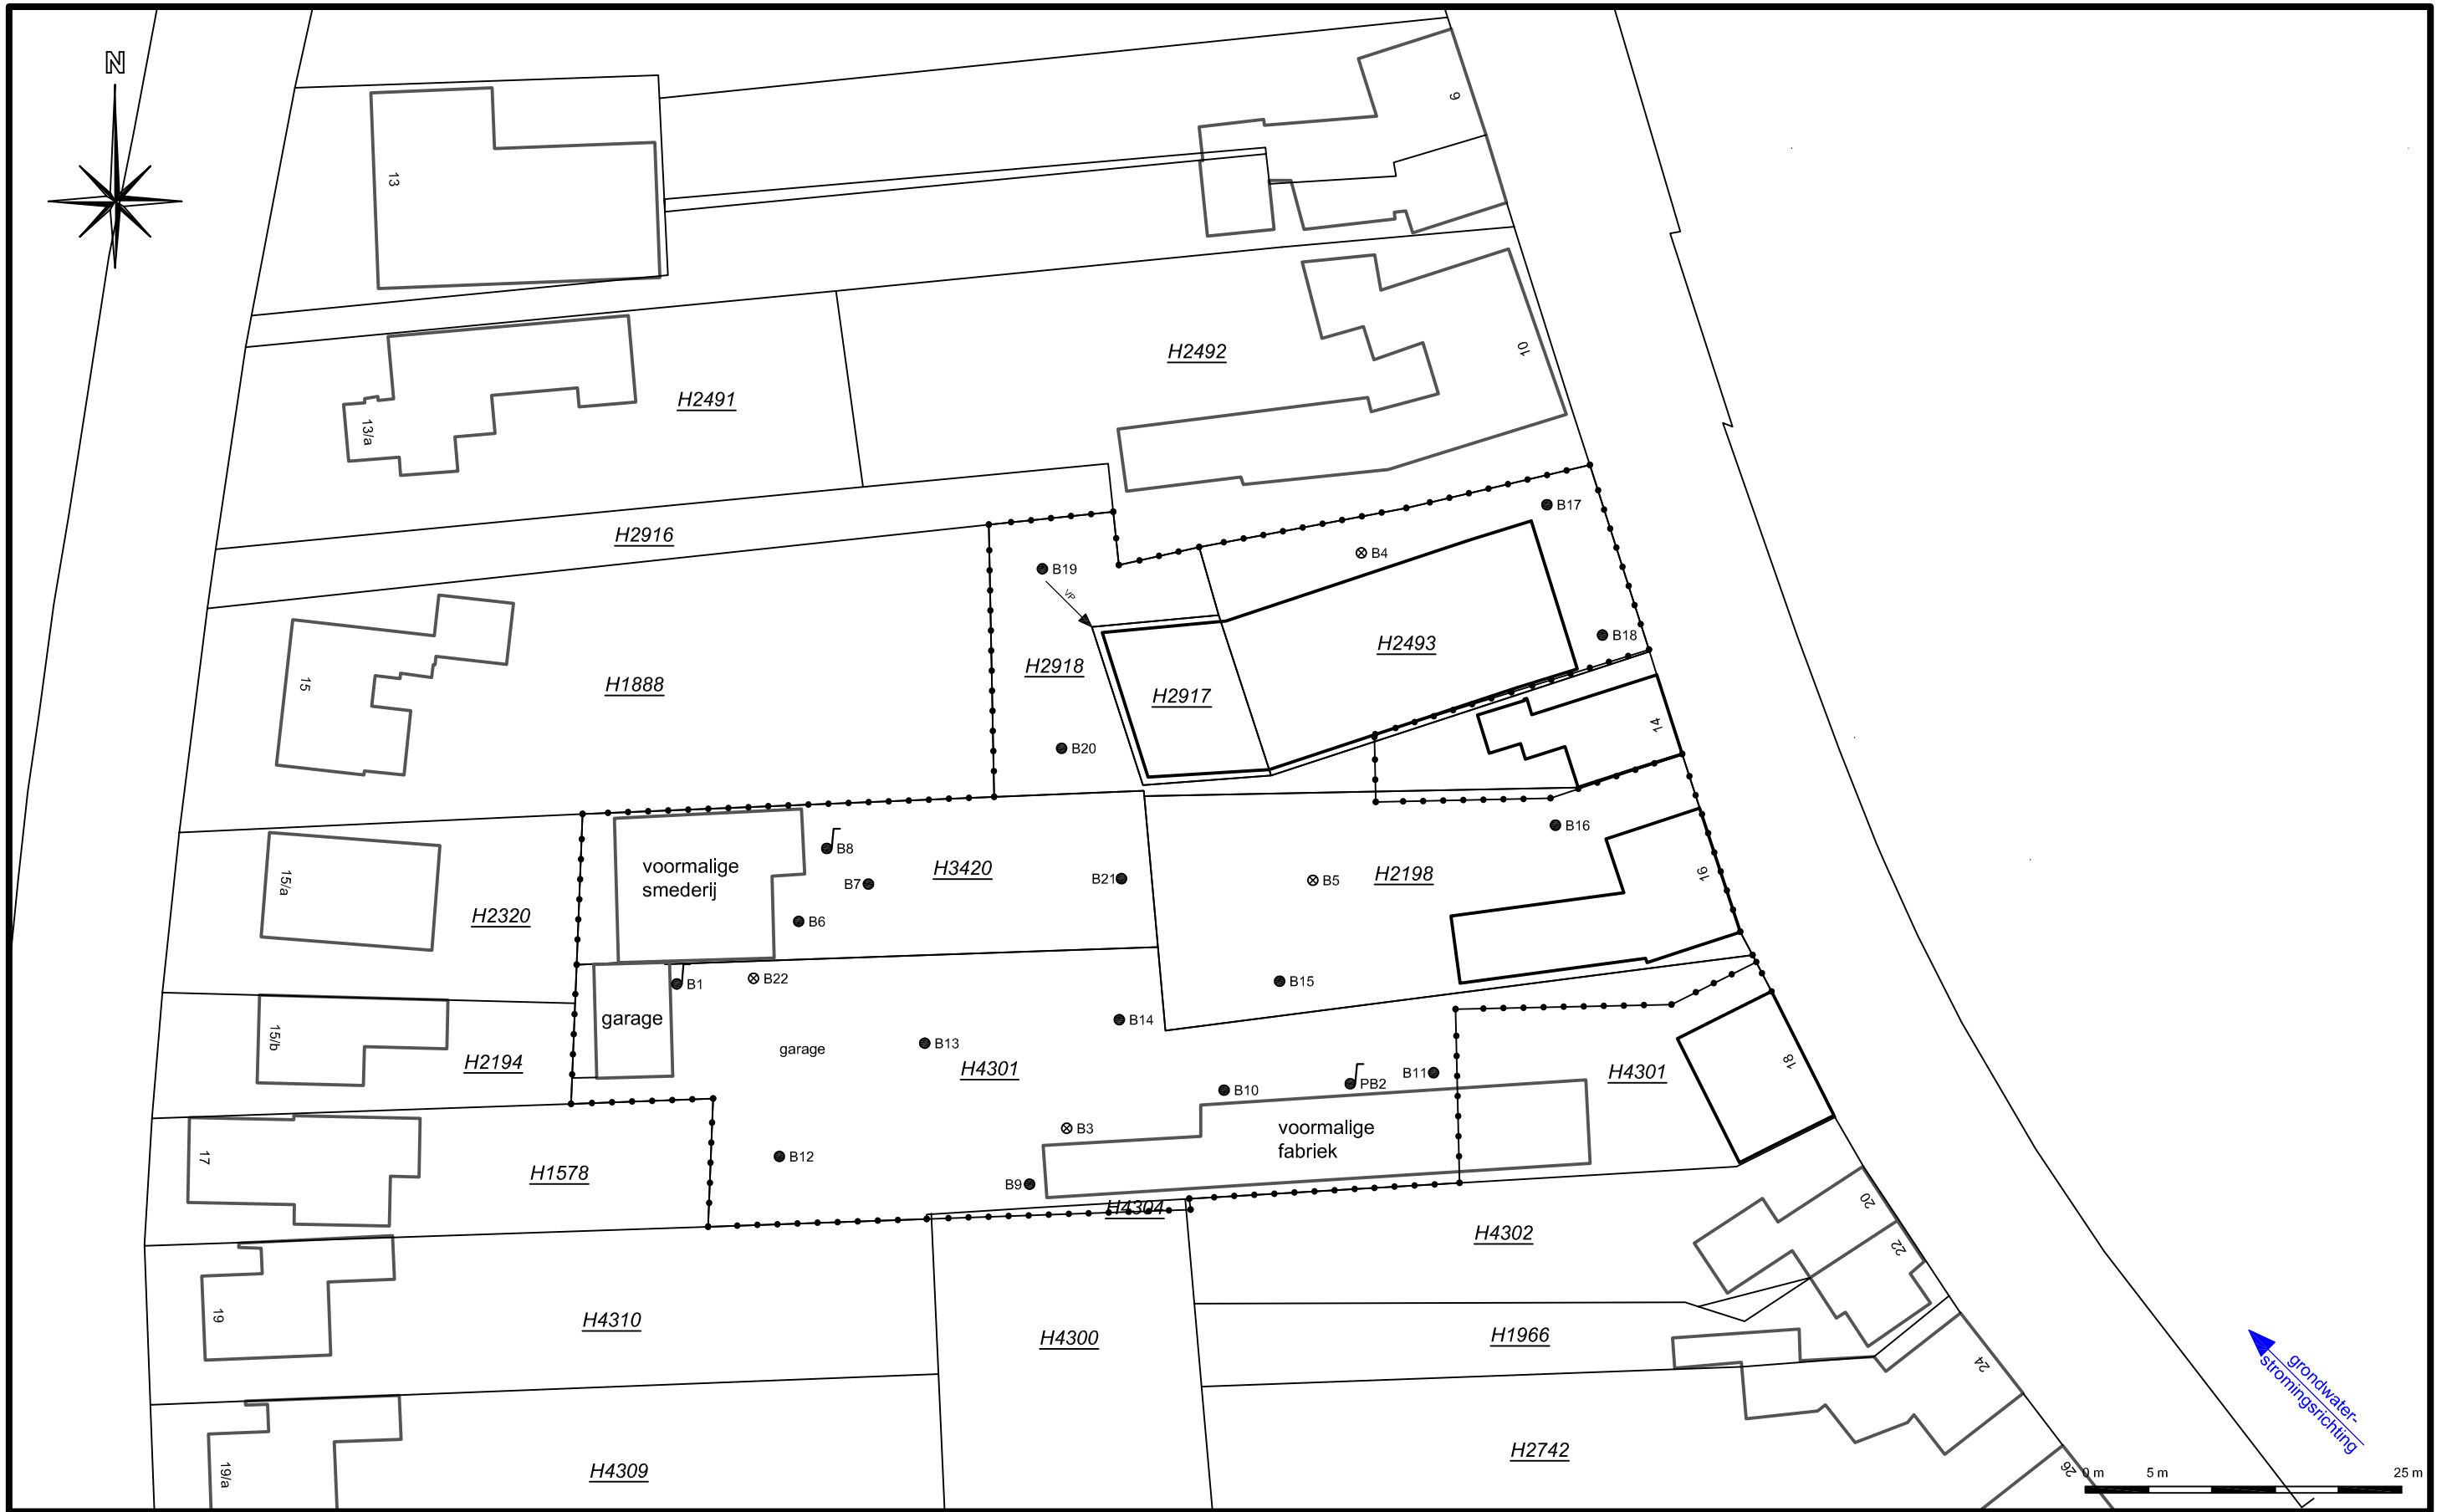 N
9
13
10
H2492
H2491
13/a
B17
H2916
B4
B19
VP
B18
H2493
H2918
H1888
15
H2917
14
B20
B16
B8
voormalige
smederij
H3420
B7
B21
B5
H2198
16
15/a
H2320
B6
B22
B1
B15
garage
B14
15/b
B13
garage
H2194
H4301
B11
H4301
18
PB2
B10
B3
voormalige
fabriek
17
B12
H1578
B9
20
H4304
H4302
22
19
H4310
H4300
H1966
24
grondwater-
stromingsrichting
H2742
19/a
H4309
26
0 m
5 m
25 m